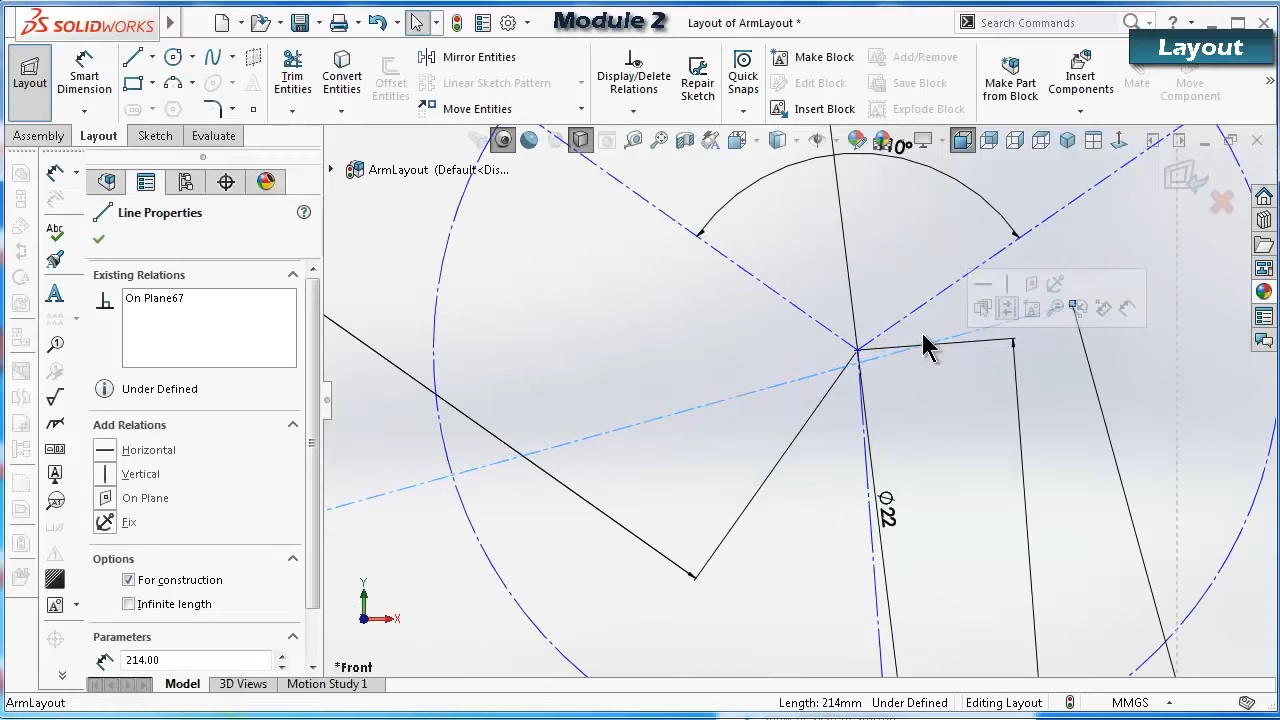 SOLIDWORKS
Module 2
Layout of ArmLayout *
Search Commands
Layout
Layout
Smart
Dimension
Trim
Entities
Convert
Entities
Offset
Entities
Mirror Entities
Linear Sketch Pattern
Move Entities
Display/Delete
Relations
Repair
Sketch
Quick
Snaps
Make Block
Edit Block
Insert Block
Add/Remove
Save Block
Explode Block
Make Part
from Block
Insert
Components
Make
Move
Component
Assembly
Layout
Sketch
Evaluate
ArmLayout (Default<Dis...
Line Properties
Existing Relations
On Plane67
Under Defined
Add Relations
Horizontal
Vertical
On Plane
Fix
Options
For construction
Infinite length
Parameters
214.00
Abc
Ø22
Y
X
*Front
Model
3D Views
Motion Study 1
ArmLayout
Length: 214mm
Under Defined
Editing Layout
MMGS